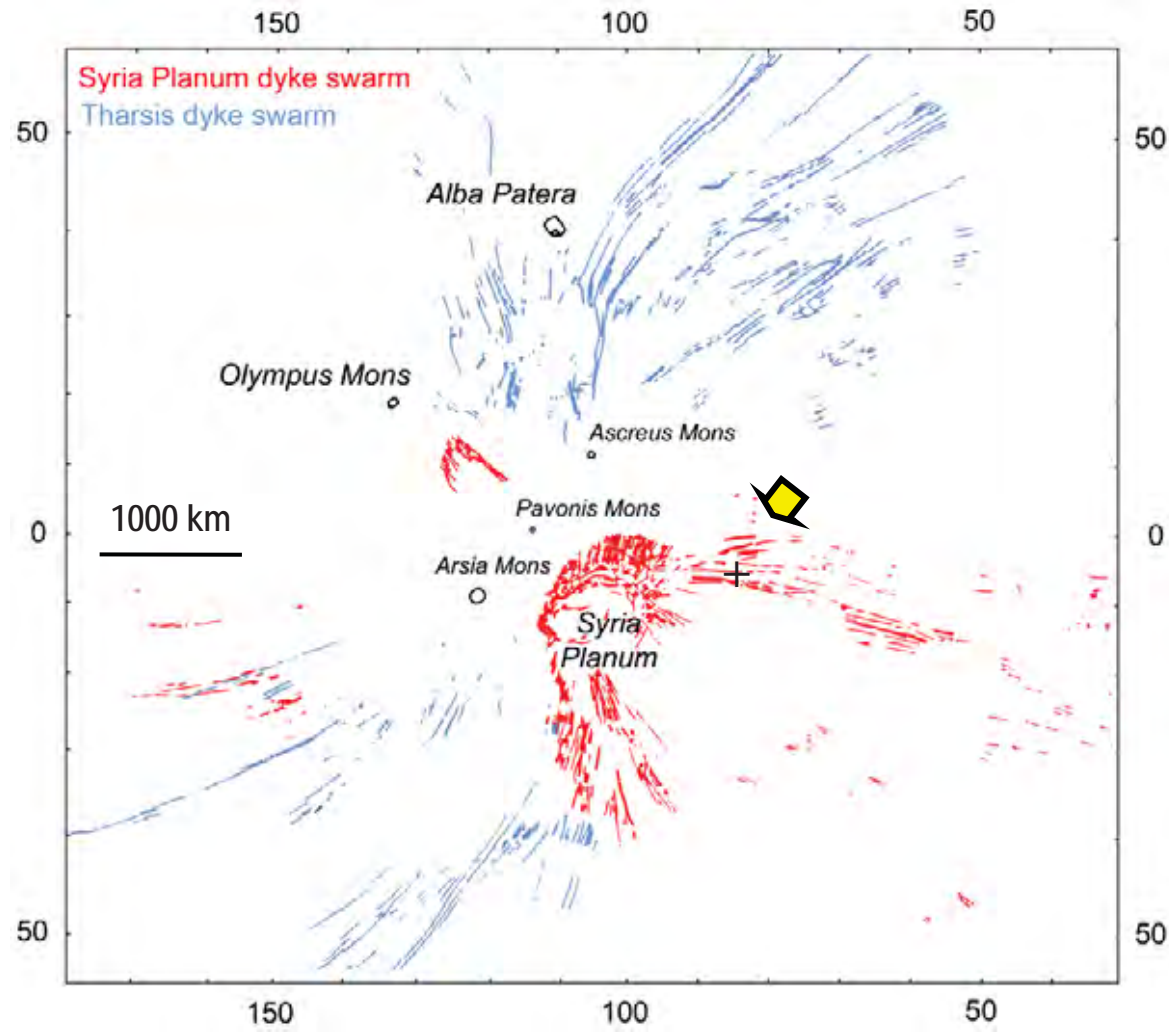 150 100 50
Syria Planum dyke swarm
Tharsis dyke swarm
50 50
Alba Patera
Olympus Mons
Ascreus Mons
Pavonis Mons
0 1000 km 0
Arsia Mons
Syria
Planum
50 50
150 100 50